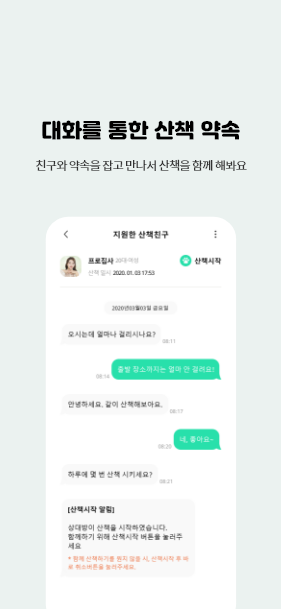 대화를 통한 산책 약속
친구와 약속을 잡고 만나서 산책을 함께 해봐요
지원한 산책친구
프로집사 20대·여성
산책 일시 2020. 01. 03 17:53
산책시작
2020년03월03일 금요일
오시는데 얼마나 걸리시나요?
08:11
출발 장소까지는 얼마 안 걸려요!
08:14
안녕하세요. 같이 산책해보아요.
08:17
네, 좋아요~
08:20
하루에 몇 번 산책 시키세요?
08:21
[산책시작 알림]
상대방이 산책을 시작하였습니다.
함께하기 위해 산책시작 버튼을 눌러주
세요
* 현재 산책하기를 원치 않을 시, 산책시작 후 바
로 취소버튼을 눌러주세요.